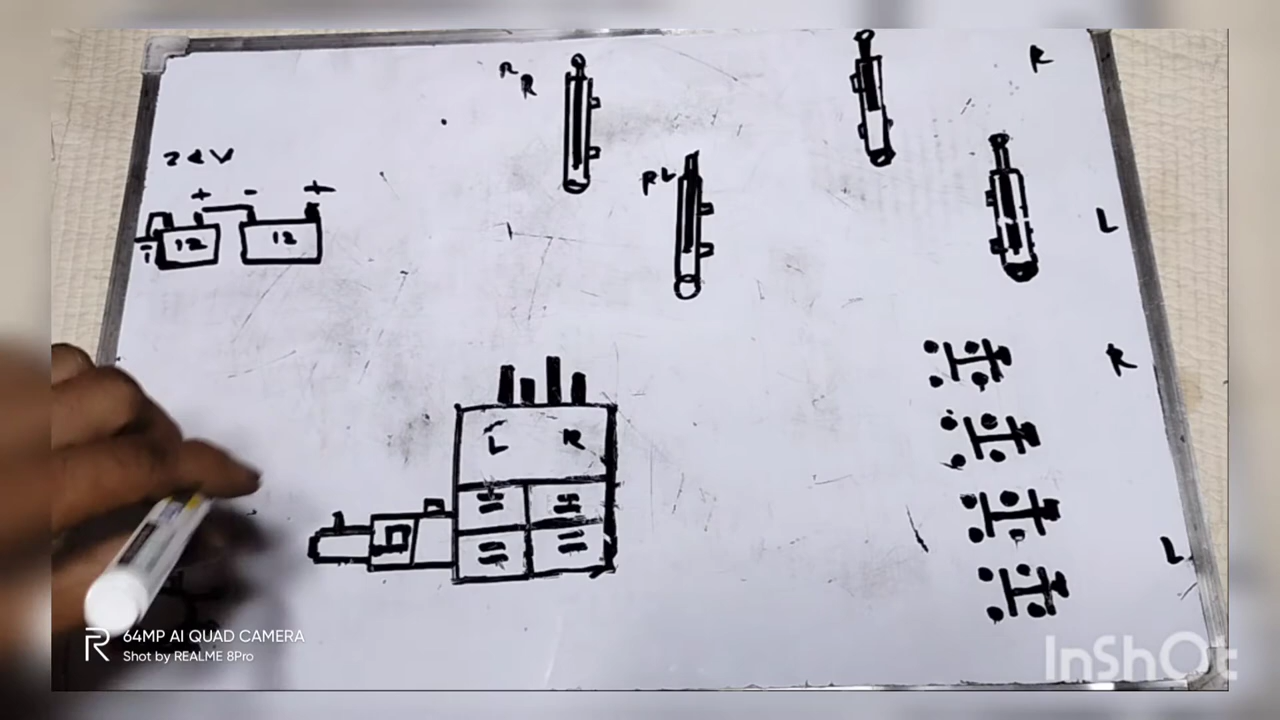 R
R
R
24V
+ - +
12
12
RL
L
R
L
R
L
64MP AI QUAD CAMERA
Shot by REALME 8Pro
InShOt